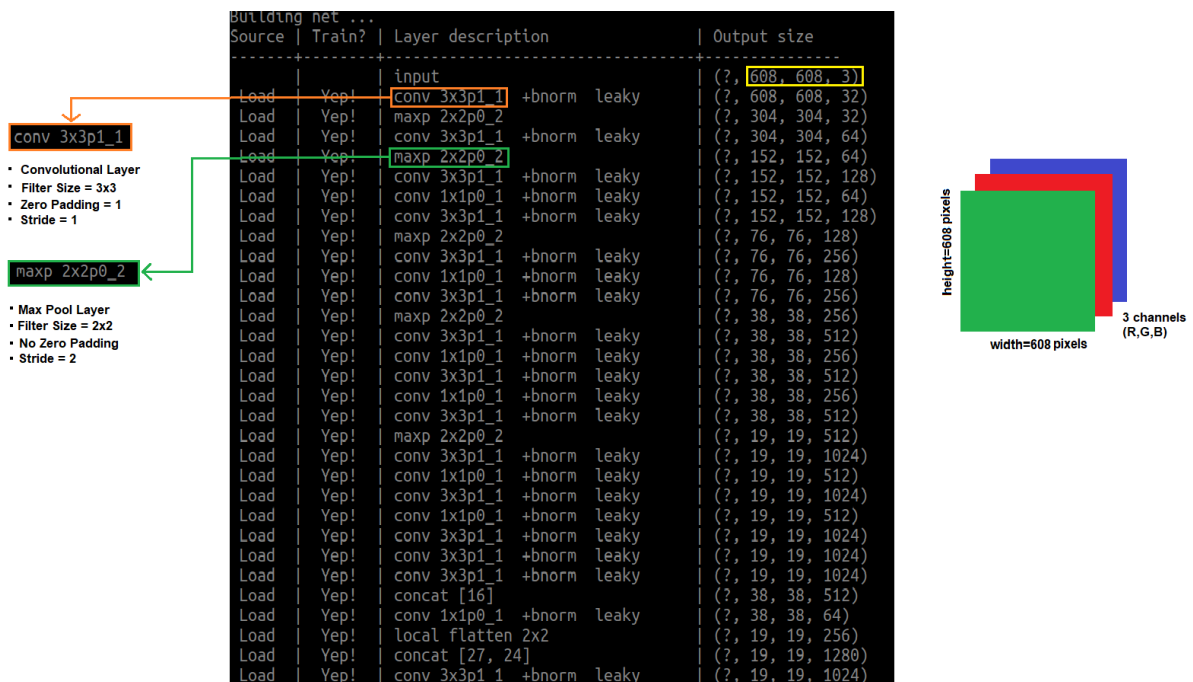 Building net ...
Source | Train? | Layer description | Output size
-------+--------+----------------------------------+---------------
| | input | (?, 608, 608, 3)
Load | Yep! | conv 3x3p1_1 +bnorm leaky | (?, 608, 608, 32)
Load | Yep! | maxp 2x2p0_2 | (?, 304, 304, 32)
Load | Yep! | conv 3x3p1_1 +bnorm leaky | (?, 304, 304, 64)
Load | Yep! | maxp 2x2p0_2 | (?, 152, 152, 64)
Load | Yep! | conv 3x3p1_1 +bnorm leaky | (?, 152, 152, 128)
Load | Yep! | conv 1x1p0_1 +bnorm leaky | (?, 152, 152, 64)
Load | Yep! | conv 3x3p1_1 +bnorm leaky | (?, 152, 152, 128)
Load | Yep! | maxp 2x2p0_2 | (?, 76, 76, 128)
Load | Yep! | conv 3x3p1_1 +bnorm leaky | (?, 76, 76, 256)
Load | Yep! | conv 1x1p0_1 +bnorm leaky | (?, 76, 76, 128)
Load | Yep! | conv 3x3p1_1 +bnorm leaky | (?, 76, 76, 256)
Load | Yep! | maxp 2x2p0_2 | (?, 38, 38, 256)
Load | Yep! | conv 3x3p1_1 +bnorm leaky | (?, 38, 38, 512)
Load | Yep! | conv 1x1p0_1 +bnorm leaky | (?, 38, 38, 256)
Load | Yep! | conv 3x3p1_1 +bnorm leaky | (?, 38, 38, 512)
Load | Yep! | conv 1x1p0_1 +bnorm leaky | (?, 38, 38, 256)
Load | Yep! | conv 3x3p1_1 +bnorm leaky | (?, 38, 38, 512)
Load | Yep! | maxp 2x2p0_2 | (?, 19, 19, 512)
Load | Yep! | conv 3x3p1_1 +bnorm leaky | (?, 19, 19, 1024)
Load | Yep! | conv 1x1p0_1 +bnorm leaky | (?, 19, 19, 512)
Load | Yep! | conv 3x3p1_1 +bnorm leaky | (?, 19, 19, 1024)
Load | Yep! | conv 1x1p0_1 +bnorm leaky | (?, 19, 19, 512)
Load | Yep! | conv 3x3p1_1 +bnorm leaky | (?, 19, 19, 1024)
Load | Yep! | conv 3x3p1_1 +bnorm leaky | (?, 19, 19, 1024)
Load | Yep! | conv 3x3p1_1 +bnorm leaky | (?, 19, 19, 1024)
Load | Yep! | concat [16] | (?, 38, 38, 512)
Load | Yep! | conv 1x1p0_1 +bnorm leaky | (?, 38, 38, 64)
Load | Yep! | local flatten 2x2 | (?, 19, 19, 256)
Load | Yep! | concat [27, 24] | (?, 19, 19, 1280)
Load | Yep! | conv 3x3p1_1 +bnorm leaky | (?, 19, 19, 1024)
conv 3x3p1_1
▪ Convolutional Layer
▪ Filter Size = 3x3
▪ Zero Padding = 1
▪ Stride = 1
maxp 2x2p0_2
▪ Max Pool Layer
▪ Filter Size = 2x2
▪ No Zero Padding
▪ Stride = 2
height=608 pixels
width=608 pixels
3 channels
(R,G,B)